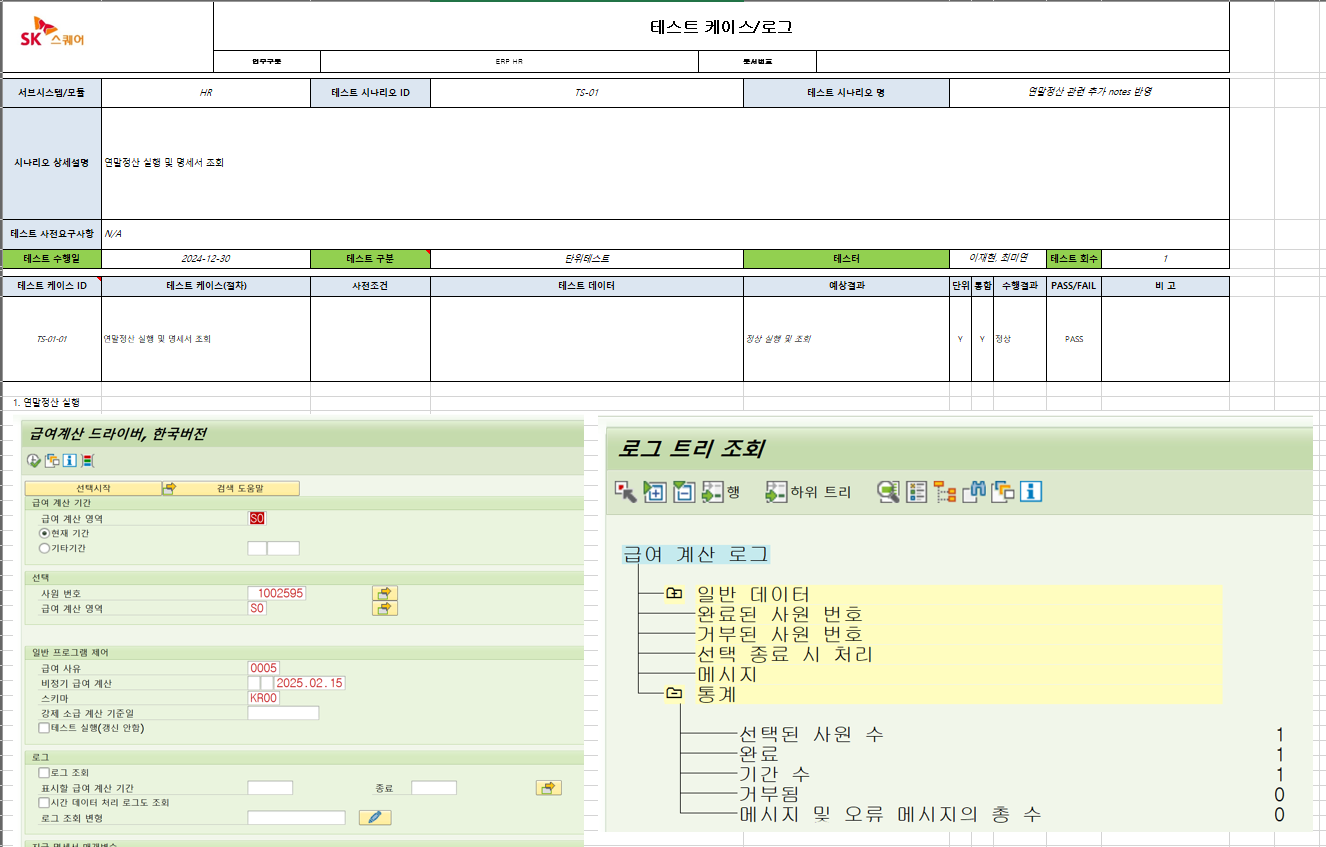 SK 스퀘어
테스트 케이스/로그
업무구분 ERP HR 문서번호
서브시스템/모듈 HR 테스트 시나리오 ID TS-01 테스트 시나리오 명 연말정산 관련 추가 notes 반영
시나리오 상세설명 연말정산 실행 및 명세서 조회
테스트 사전요구사항 N/A
테스트 수행일 2024-12-30 테스트 구분 단위테스트 테스터 이재현, 최미연 테스트 회수 1
테스트 케이스 ID 테스트 케이스(절차) 사전조건 테스트 데이터 예상결과 단위 통합 수행결과 PASS/FAIL 비 고
TS-01-01 연말정산 실행 및 명세서 조회 정상 실행 및 조회 Y Y 정상 PASS
1. 연말정산 실행
급여계산 드라이버, 한국버전
선택시작 검색 도움말
급여 계산 기간
급여 계산 영역 S0
현재 기간
기타기간
선택
사원 번호 1002595
급여 계산 영역 S0
일반 프로그램 제어
급여 사유 0005
비정기 급여 계산 2025.02.15
스키마 KR00
강제 소급 계산 기준일
테스트 실행(갱신 안함)
로그
로그 조회
표시할 급여 계산 기간 종료
시간 데이터 처리 로그도 조회
로그 조회 변형
로그 트리 조회
행 하위 트리
급여 계산 로그
일반 데이터
완료된 사원 번호
거부된 사원 번호
선택 종료 시 처리
메시지
통계
선택된 사원 수 1
완료 1
기간 수 1
거부됨 0
메시지 및 오류 메시지의 총 수 0